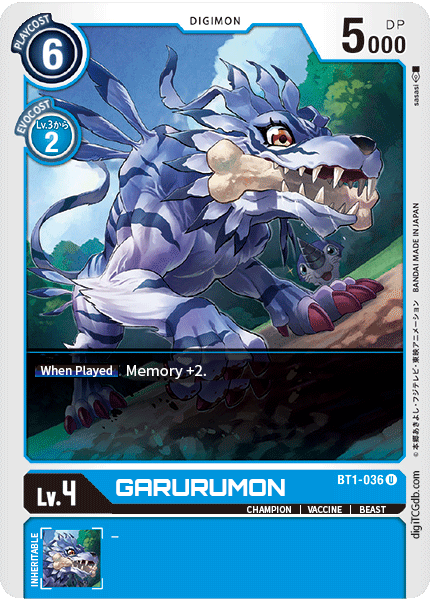 PLAYCOST
6
DIGIMON
DP
5000
EVOCOST
Lv.3から
2
sasasi
©本郷あきよし・フジテレビ・東映アニメーション BANDAI MADE IN JAPAN
When Played Memory +2.
BT1-036 U
Lv.4
GARURUMON
CHAMPION | VACCINE | BEAST
digiTCGdb.com
INHERITABLE
-